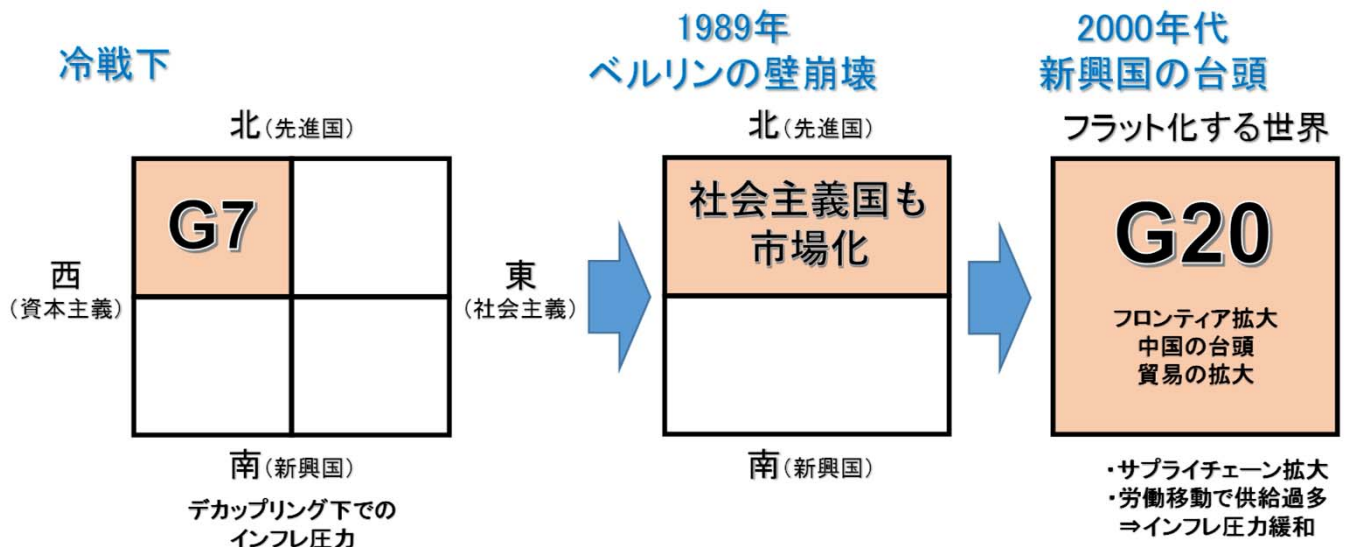 冷戦下
北(先進国)
G7
西
(資本主義)
東
(社会主義)
南(新興国)
デカップリング下での
インフレ圧力
1989年
ベルリンの壁崩壊
北(先進国)
社会主義国も
市場化
南(新興国)
2000年代
新興国の台頭
フラット化する世界
G20
フロンティア拡大
中国の台頭
貿易の拡大
・サプライチェーン拡大
・労働移動で供給過多
⇒インフレ圧力緩和